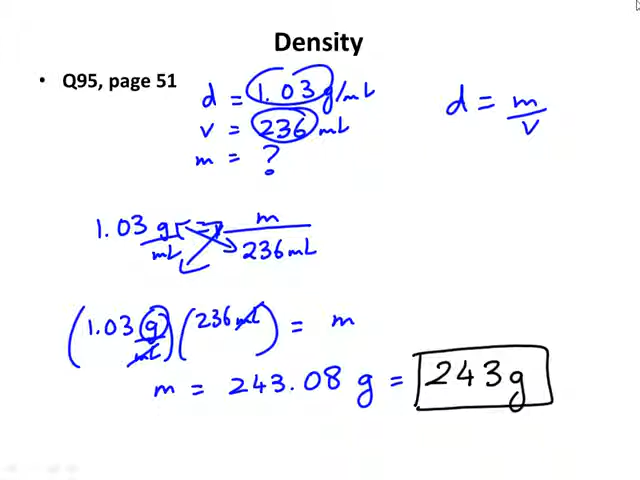 Density
• Q95, page 51
d = 1.03 g/mL
v = 236 mL
m = ?
d = m/v
1.03 g/mL = m/236 mL
(1.03 g/mL) (236 mL) = m
m = 243.08 g = 243g